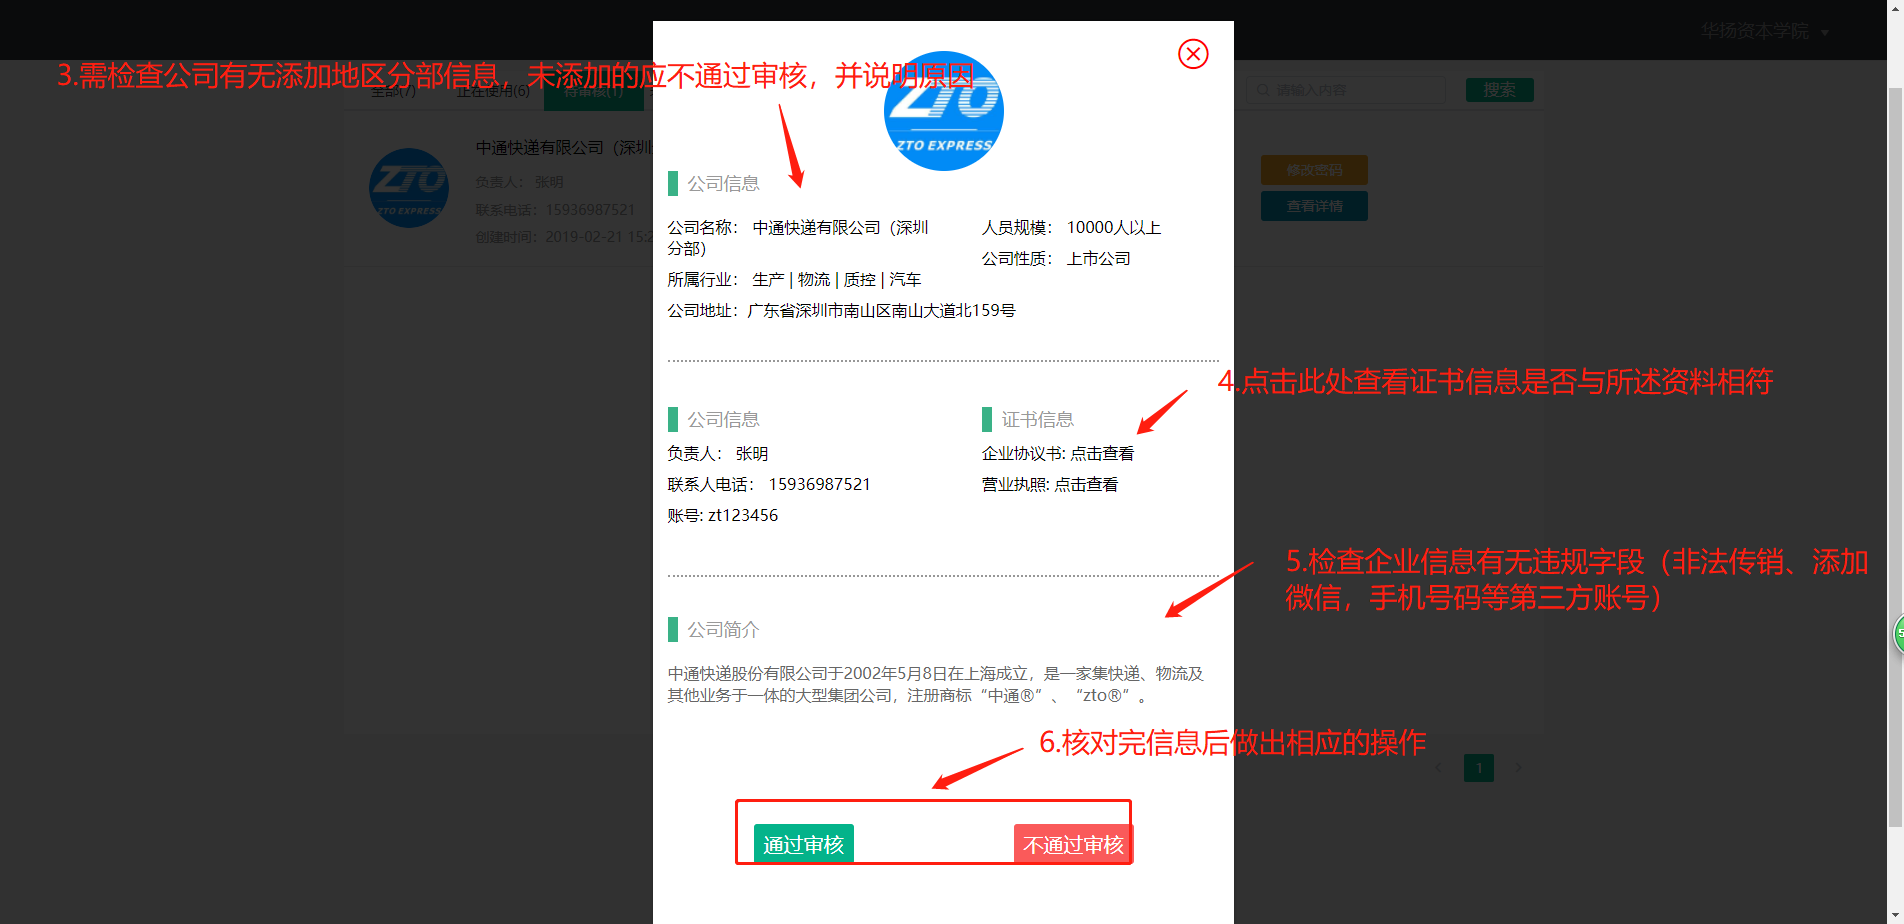 华扬资本学院
3.需检查公司有无添加地区分部信息，未添加的应不通过审核，并说明原因
全部(7) 正在使用(6) 待审核(1)
请输入内容
搜索
ZTO
ZTO EXPRESS
中通快递有限公司（深圳
负责人： 张明
联系电话：15936987521
创建时间：2019-02-21 15:2
ZTO
ZTO EXPRESS
修改密码
查看详情
公司信息
公司名称： 中通快递有限公司（深圳
分部）
人员规模： 10000人以上
公司性质： 上市公司
所属行业： 生产 | 物流 | 质控 | 汽车
公司地址：广东省深圳市南山区南山大道北159号
4.点击此处查看证书信息是否与所述资料相符
公司信息
负责人： 张明
联系人电话： 15936987521
账号: zt123456
证书信息
企业协议书: 点击查看
营业执照: 点击查看
5.检查企业信息有无违规字段（非法传销、添加
微信，手机号码等第三方账号）
公司简介
中通快递股份有限公司于2002年5月8日在上海成立，是一家集快递、物流及
其他业务于一体的大型集团公司，注册商标“中通®”、“zto®”。
6.核对完信息后做出相应的操作
1
通过审核
不通过审核